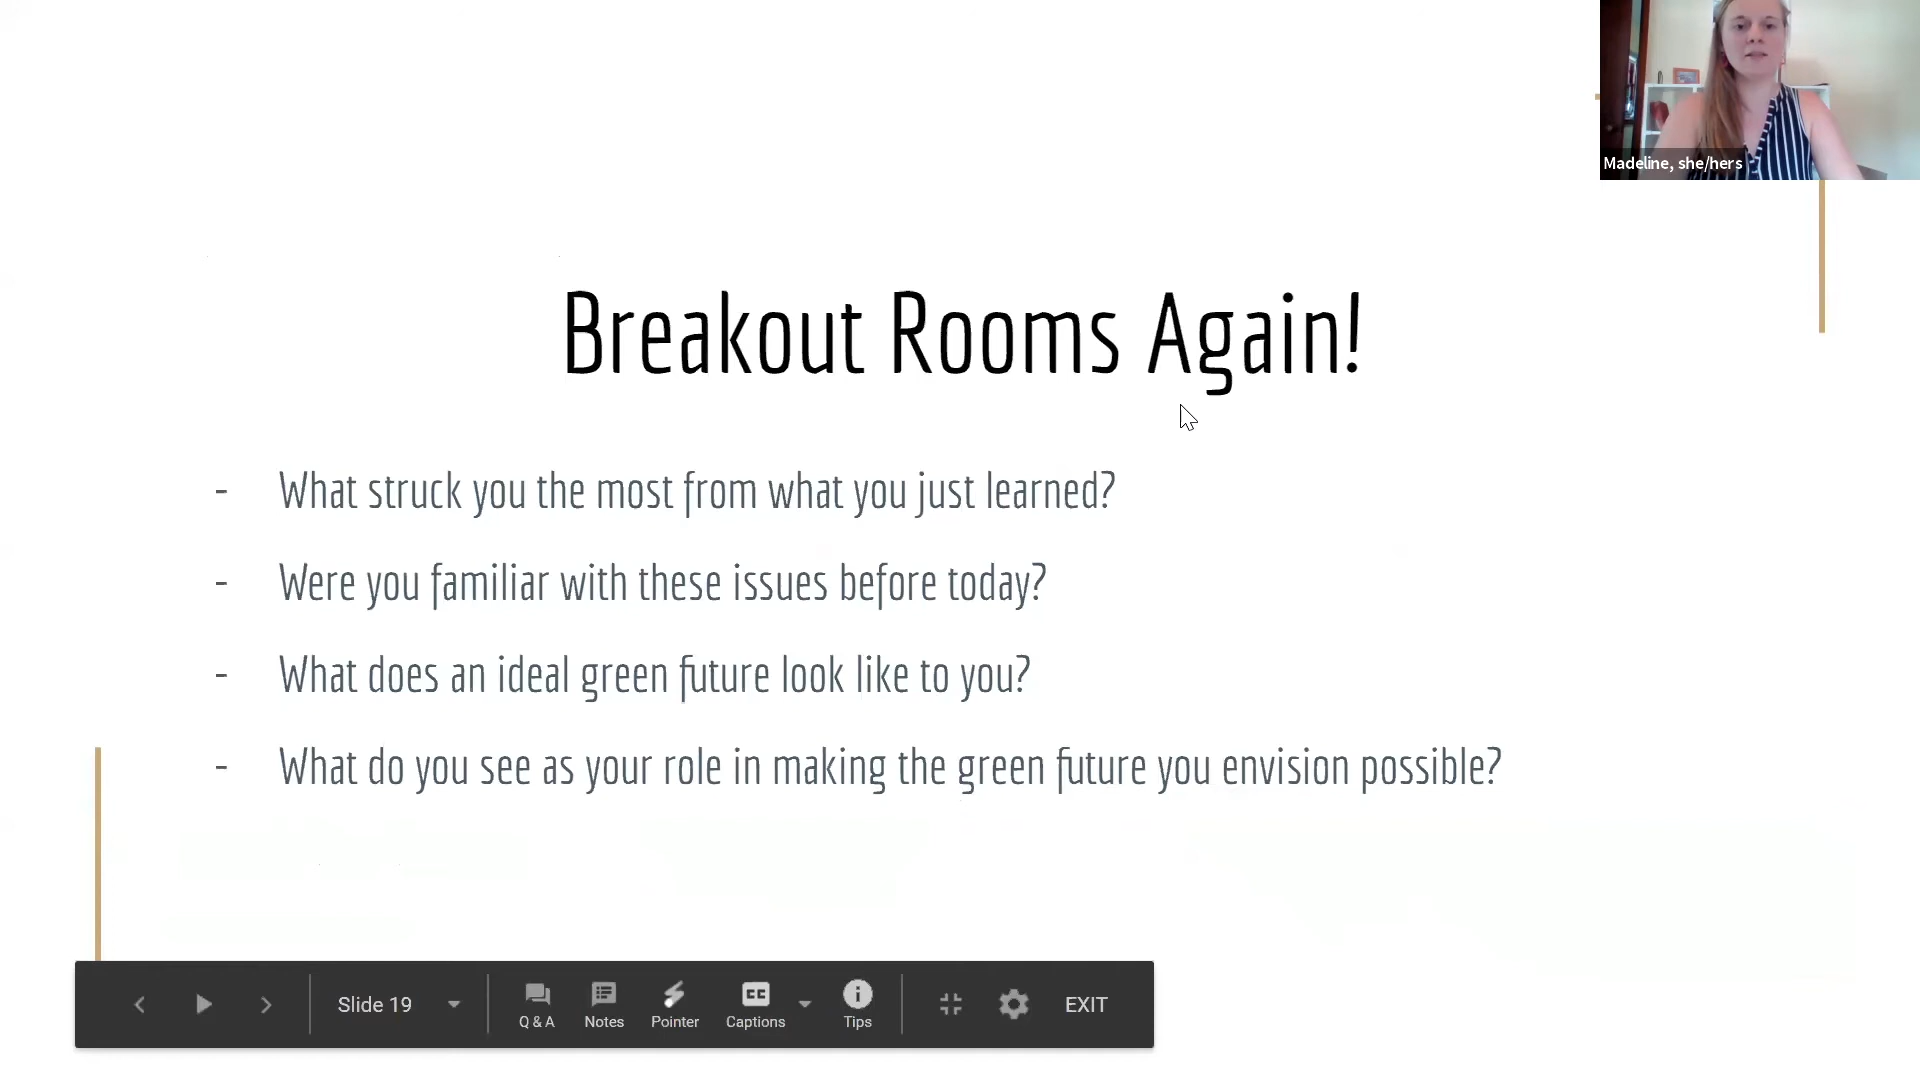 Madeline, she/hers
Breakout Rooms Again!
- What struck you the most from what you just learned?
- Were you familiar with these issues before today?
- What does an ideal green future look like to you?
- What do you see as your role in making the green future you envision possible?
Slide 19
Q & A
Notes
Pointer
CC
Captions
Tips
EXIT